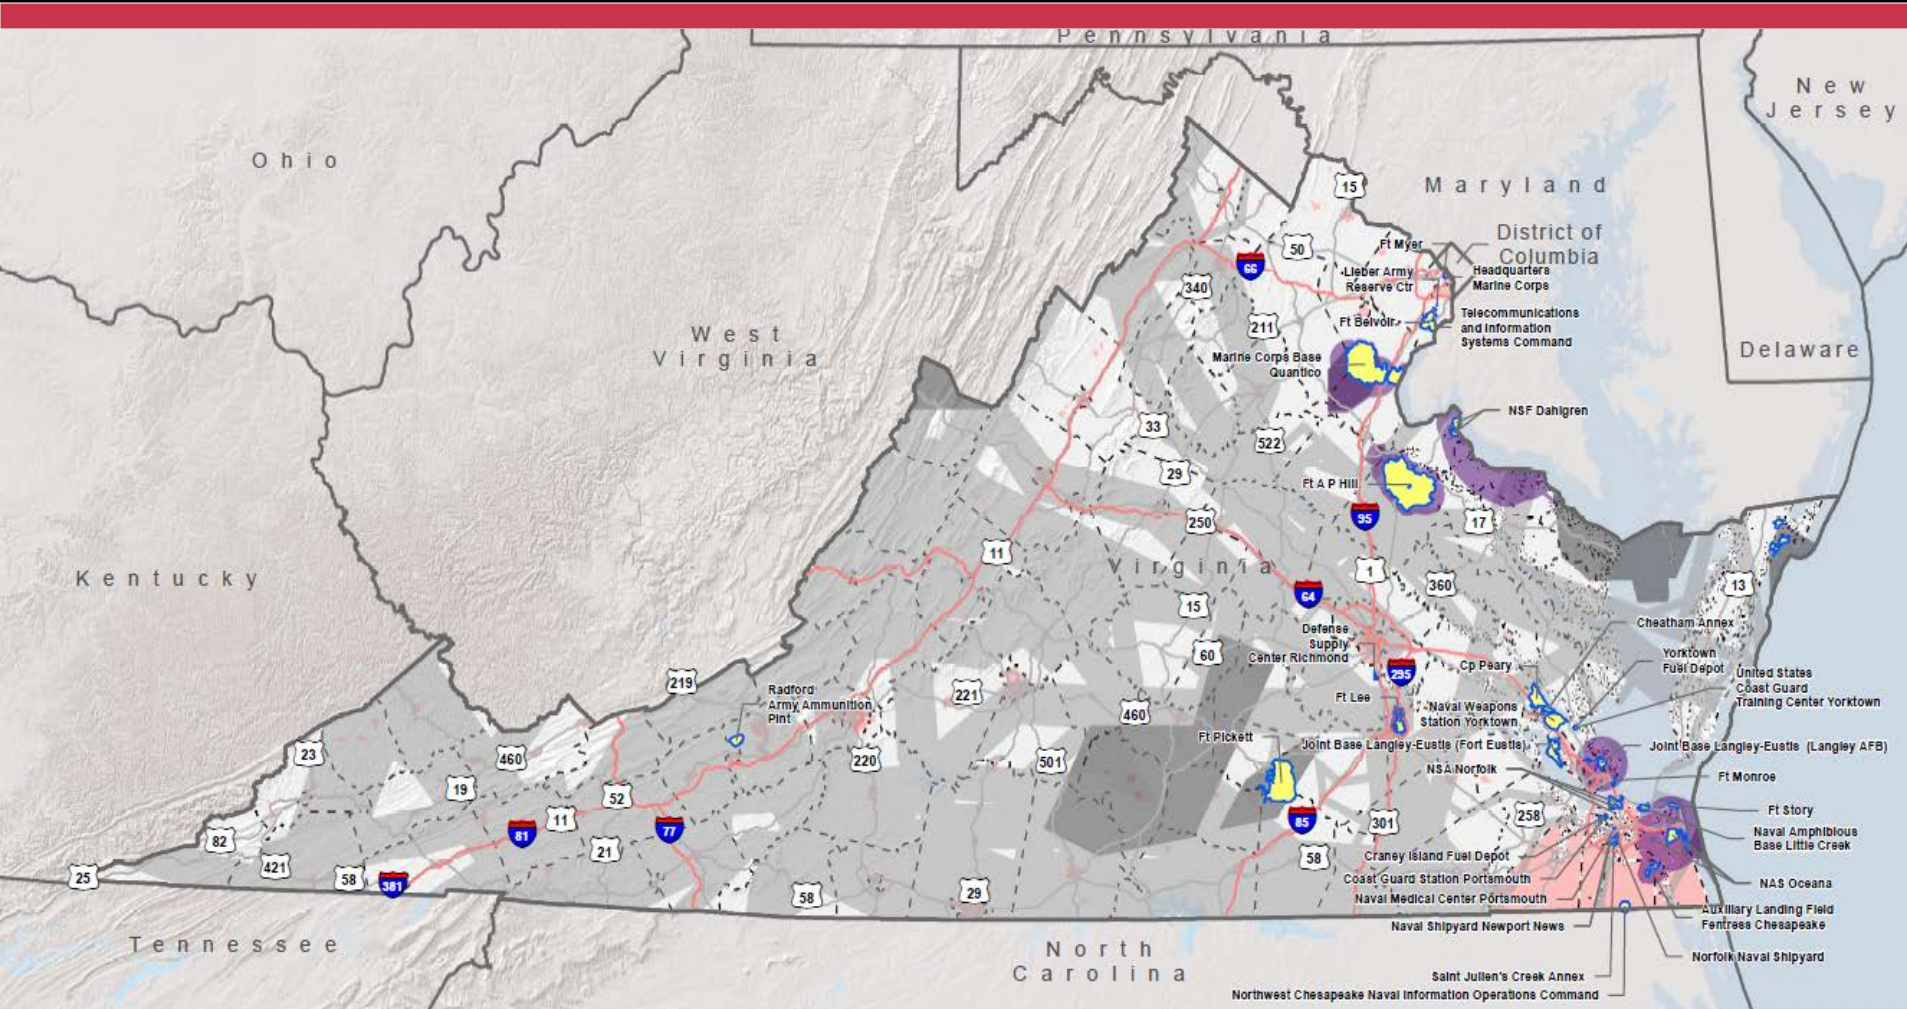 Pennsylvania
New
Jersey
Ohio
Maryland
15
District of
Columbia
Ft Myer
50
66
Lieber Army
Reserve Ctr
Headquarters
Marine Corps
340
211
Ft Belvoir
Telecommunications
and Information
Systems Command
West
Virginia
Delaware
Marine Corps Base
Quantico
NSF Dahlgren
33
522
29
Ft A P Hill
250
95
17
11
Virginia
1
Kentucky
360
13
64
15
Defense
Supply
Center Richmond
Cheatham Annex
60
295
Cp Peary
Yorktown
Fuel Depot
United States
Coast Guard
Training Center Yorktown
219
Radford
Army Ammunition
Plnt
221
Ft Lee
Naval Weapons
Station Yorktown
460
Ft Pickett
Joint Base Langley-Eustis (Fort Eustis)
Joint Base Langley-Eustis (Langley AFB)
23
460
220
501
NSA Norfolk
Ft Monroe
19
52
11
81
77
85
301
258
Ft Story
Naval Amphibious
Base Little Creek
82
21
58
Craney Island Fuel Depot
421
58
25
381
Coast Guard Station Portsmouth
NAS Oceana
58
29
Naval Medical Center Portsmouth
Auxiliary Landing Field
Fentress Chesapeake
Naval Shipyard Newport News
Tennessee
North
Carolina
Norfolk Naval Shipyard
Saint Julien's Creek Annex
Northwest Chesapeake Naval Information Operations Command